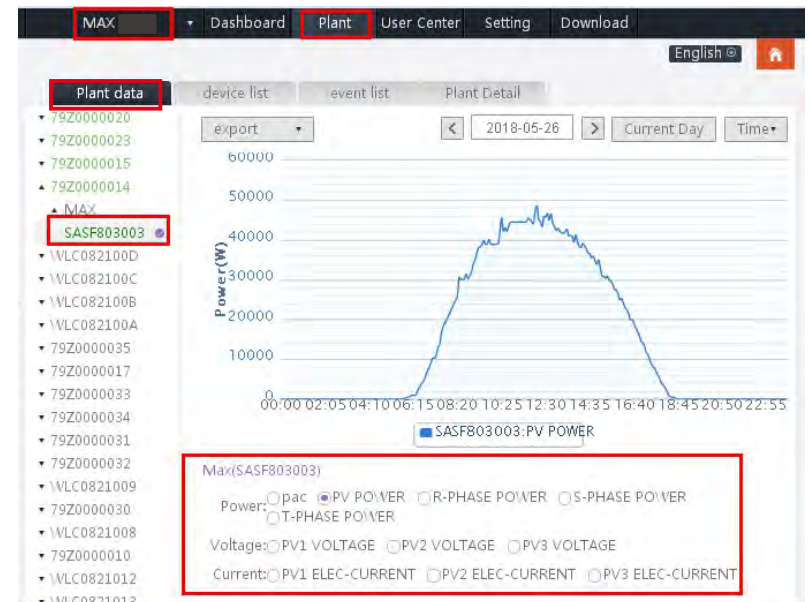 MAX ▾ Dashboard Plant User Center Setting Download
English
Plant data device list event list Plant Detail
79Z0000020
79Z0000023
79Z0000015
79Z0000014
MAX
SASF803003
WLC082100D
WLC082100C
WLC082100B
WLC082100A
79Z0000035
79Z0000017
79Z0000033
79Z0000034
79Z0000031
79Z0000032
WLC0821009
79Z0000030
WLC0821008
79Z0000010
WLC0821012
WLC0821013
export < 2018-05-26 > Current Day Time
60000
50000
40000
30000
20000
10000
0
Power(W)
00:00 02:05 04:10 06:15 08:20 10:25 12:30 14:35 16:40 18:45 20:50 22:55
SASF803003:PV POWER
Max(SASF803003)
Power: pac PV POWER R-PHASE POWER S-PHASE POWER
T-PHASE POWER
Voltage: PV1 VOLTAGE PV2 VOLTAGE PV3 VOLTAGE
Current: PV1 ELEC-CURRENT PV2 ELEC-CURRENT PV3 ELEC-CURRENT